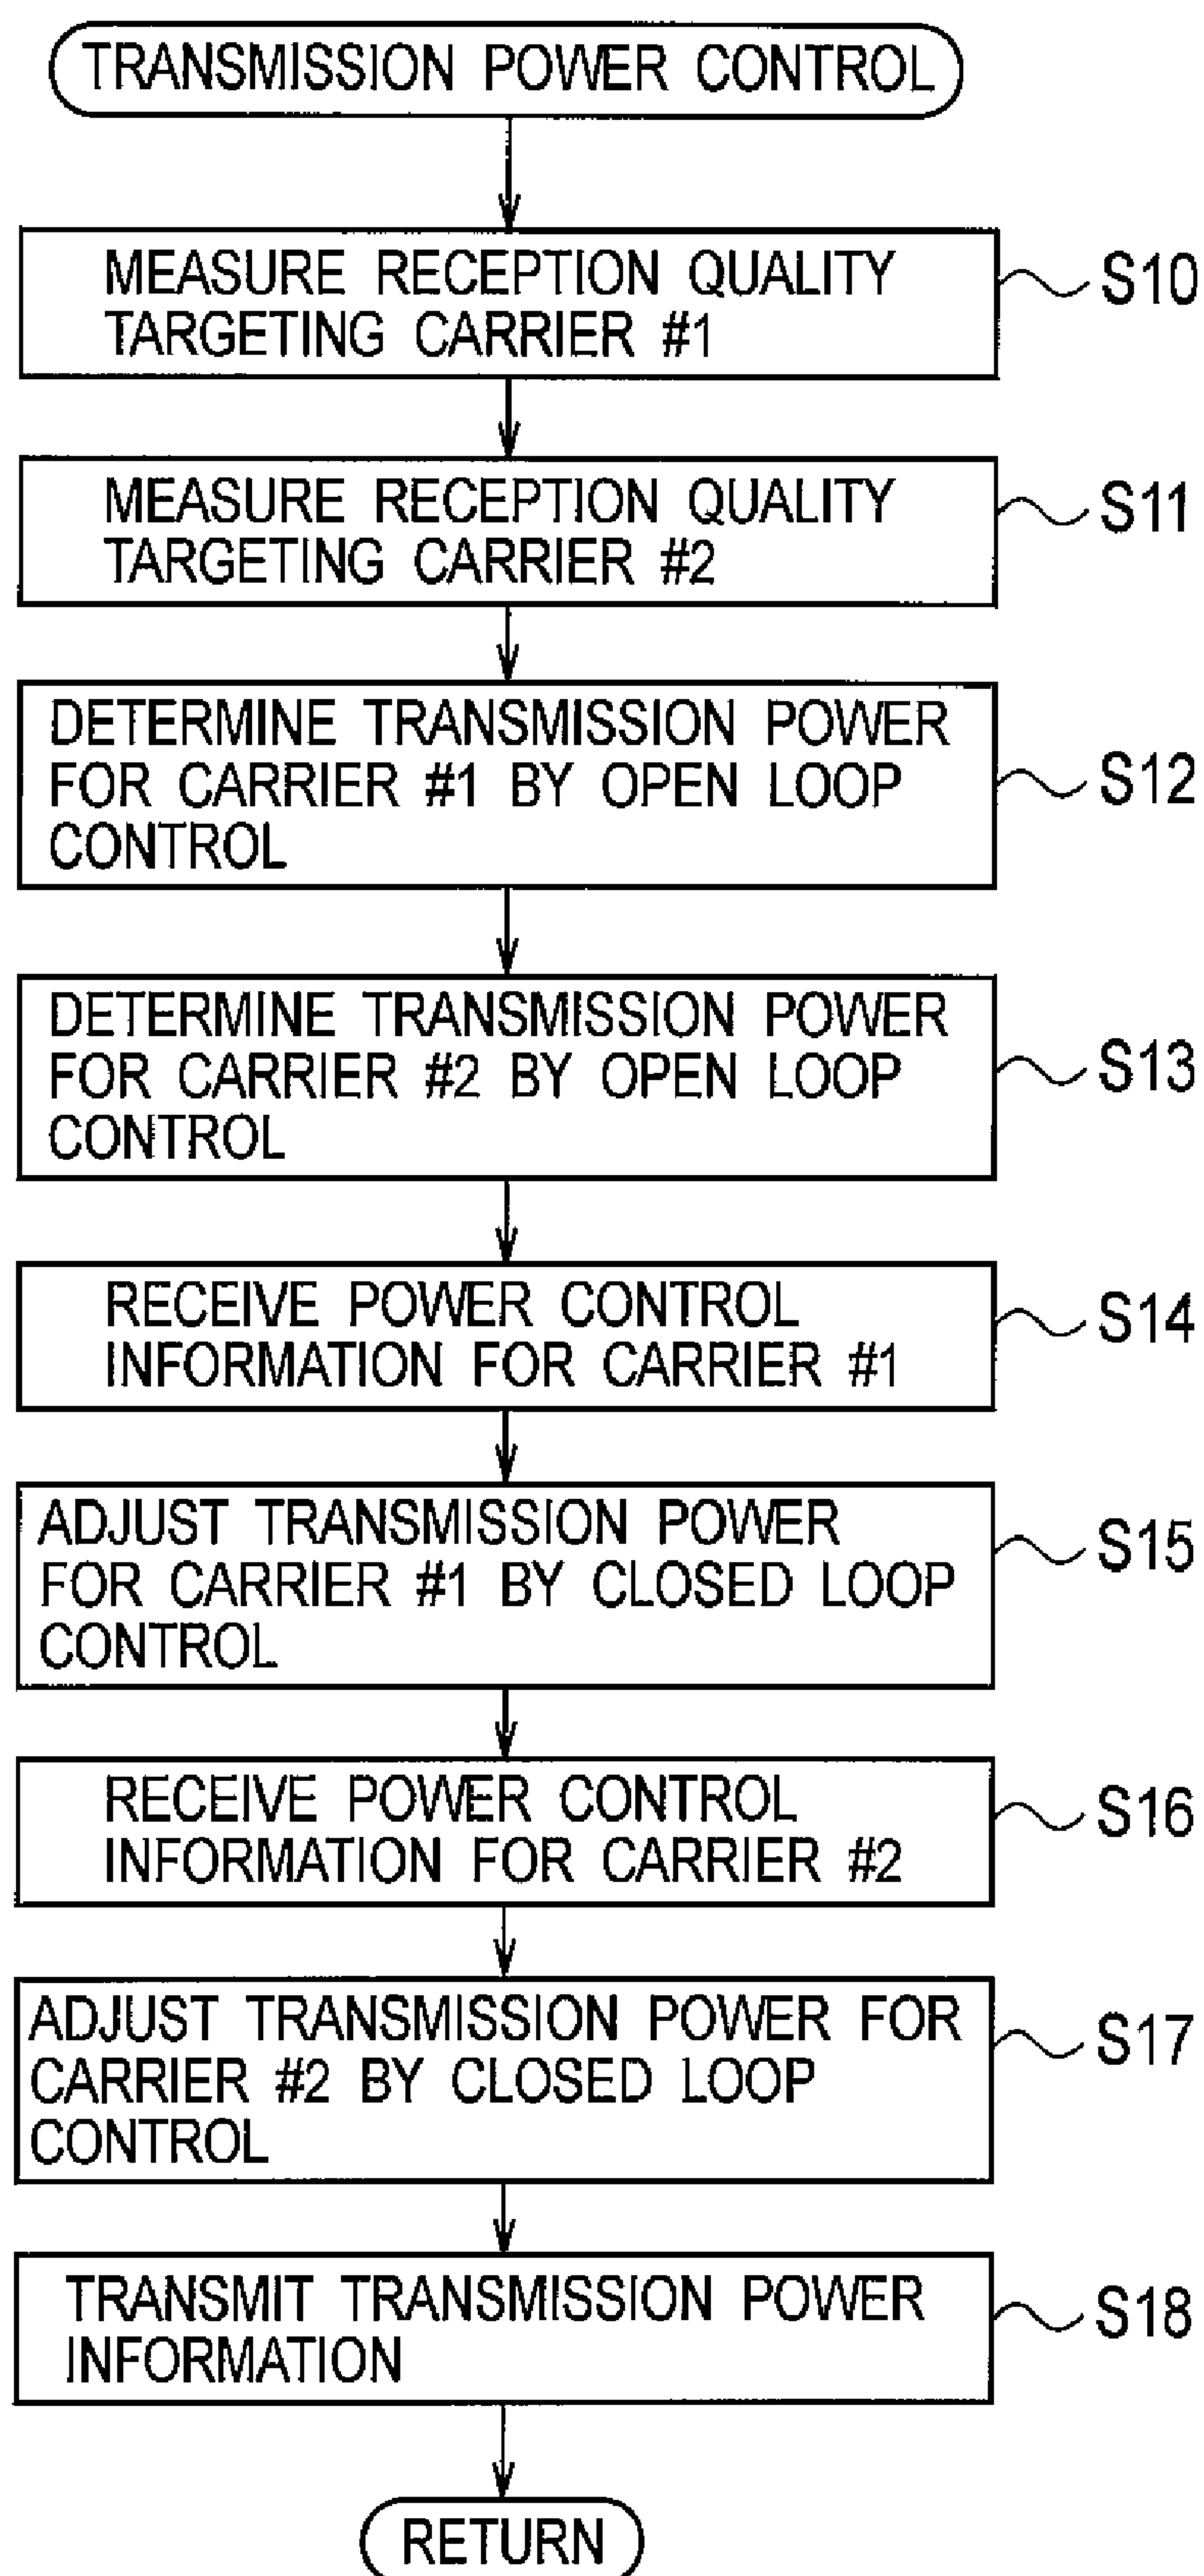 TRANSMISSION POWER CONTROL
MEASURE RECEPTION QUALITY
TARGETING CARRIER #1
S10
MEASURE RECEPTION QUALITY
TARGETING CARRIER #2
S11
DETERMINE TRANSMISSION POWER
FOR CARRIER #1 BY OPEN LOOP
CONTROL
S12
DETERMINE TRANSMISSION POWER
FOR CARRIER #2 BY OPEN LOOP
CONTROL
S13
RECEIVE POWER CONTROL
INFORMATION FOR CARRIER #1
S14
ADJUST TRANSMISSION POWER
FOR CARRIER #1 BY CLOSED LOOP
CONTROL
S15
RECEIVE POWER CONTROL
INFORMATION FOR CARRIER #2
S16
ADJUST TRANSMISSION POWER FOR
CARRIER #2 BY CLOSED LOOP
CONTROL
S17
TRANSMIT TRANSMISSION POWER
INFORMATION
S18
RETURN